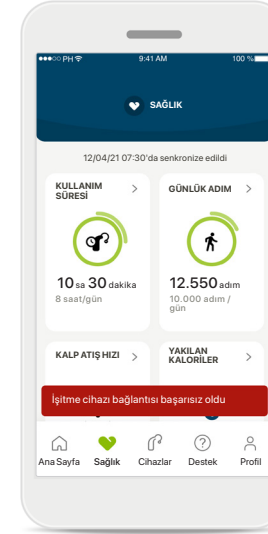 PH 9:41 AM 100 %
SAĞLIK
12/04/21 07:30'da senkronize edildi
KULLANIM
SÜRESİ
10 sa 30 dakika
8 saat/gün
GÜNLÜK ADIM
12.550 adım
10.000 adım /
gün
KALP ATIŞ HIZI
YAKILAN
KALORİLER
İşitme cihazı bağlantısı başarısız oldu
Ana Sayfa Sağlık Cihazlar Destek Profil